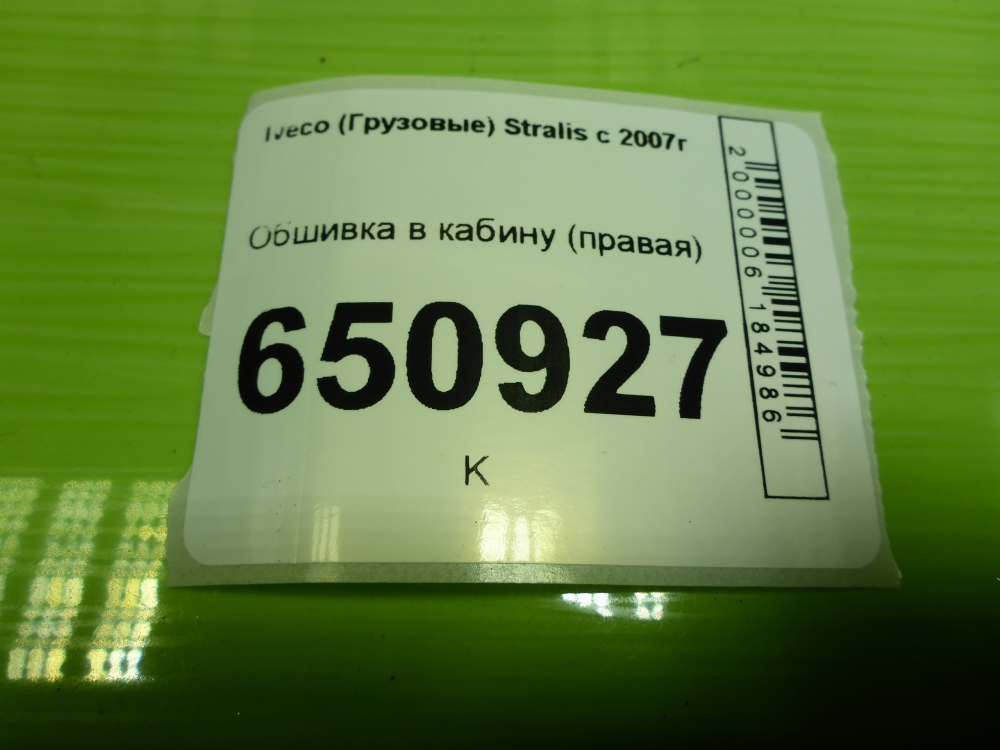 Iveco (Грузовые) Stralis с 2007г
Обшивка в кабину (правая)
650927
К
2000006184986